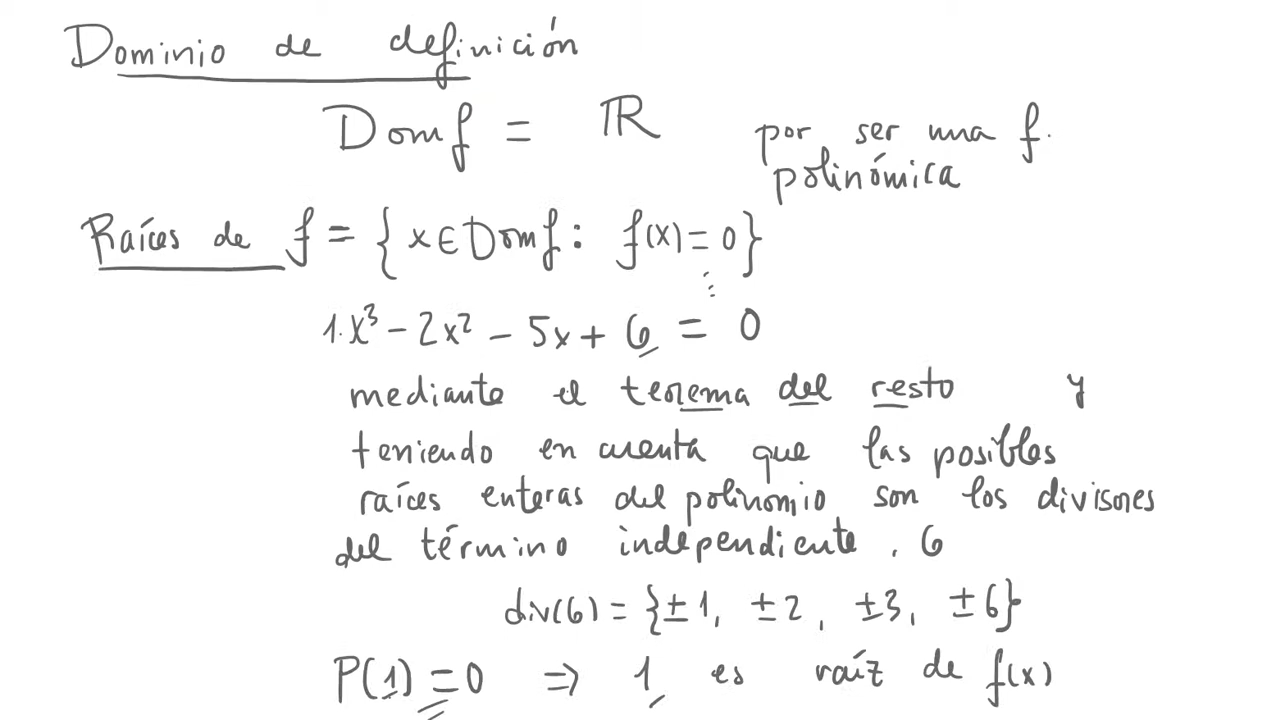 Dominio de definición
Dom f = ℝ por ser una f.
polinómica
Raíces de f = { x ∈ Dom f : f(x) = 0 }
1·x³ - 2x² - 5x + 6 = 0
mediante el teorema del resto y
teniendo en cuenta que las posibles
raíces enteras del polinomio son los divisores
del término independiente, 6
div(6) = {±1, ±2, ±3, ±6}
P(1) = 0 ⇒ 1 es raíz de f(x)